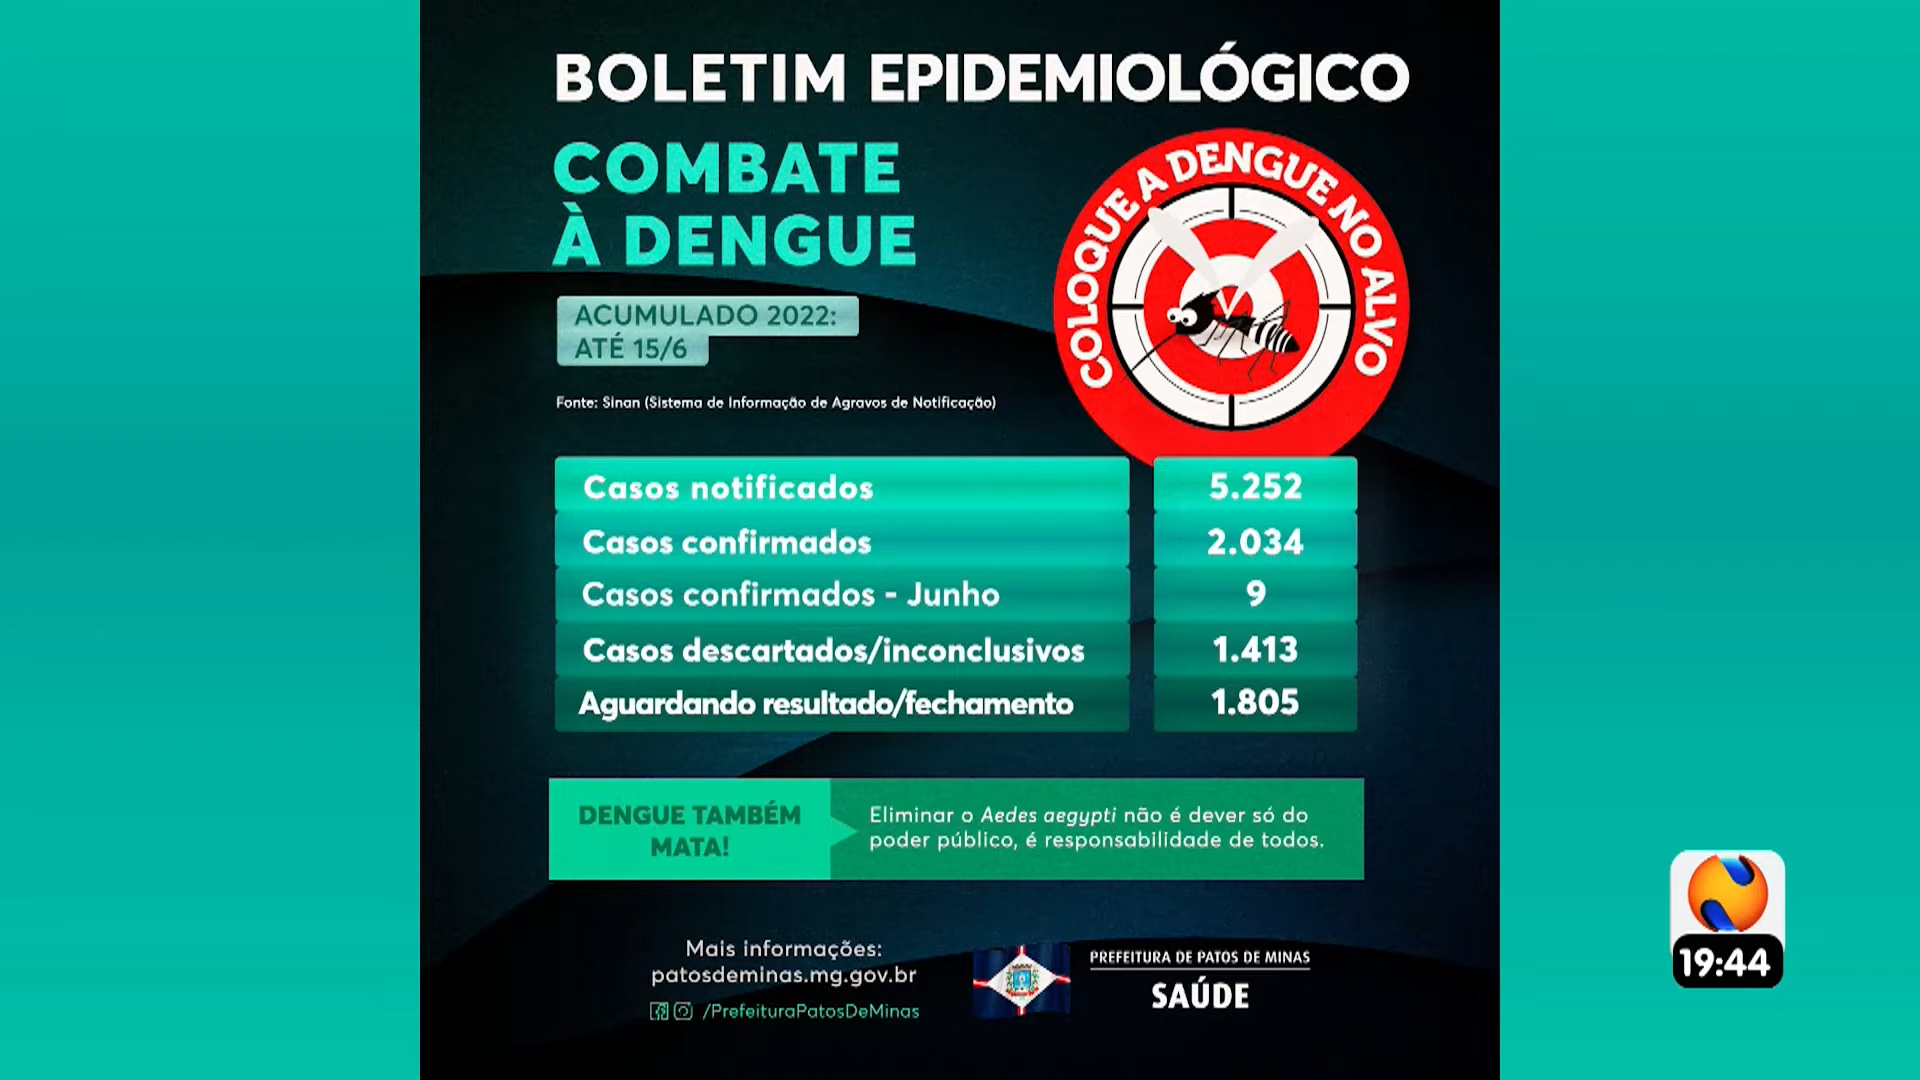 BOLETIM EPIDEMIOLÓGICO
COMBATE
À DENGUE
COLOQUE A DENGUE NO ALVO
ACUMULADO 2022:
ATÉ 15/6
Fonte: Sinan (Sistema de Informação de Agravos de Notificação)
Casos notificados 5.252
Casos confirmados 2.034
Casos confirmados - Junho 9
Casos descartados/inconclusivos 1.413
Aguardando resultado/fechamento 1.805
DENGUE TAMBÉM
MATA!
Eliminar o Aedes aegypti não é dever só do
poder público, é responsabilidade de todos.
Mais informações:
patosdeminas.mg.gov.br
/PrefeituraPatosDeMinas
PREFEITURA DE PATOS DE MINAS
SAÚDE
19:44